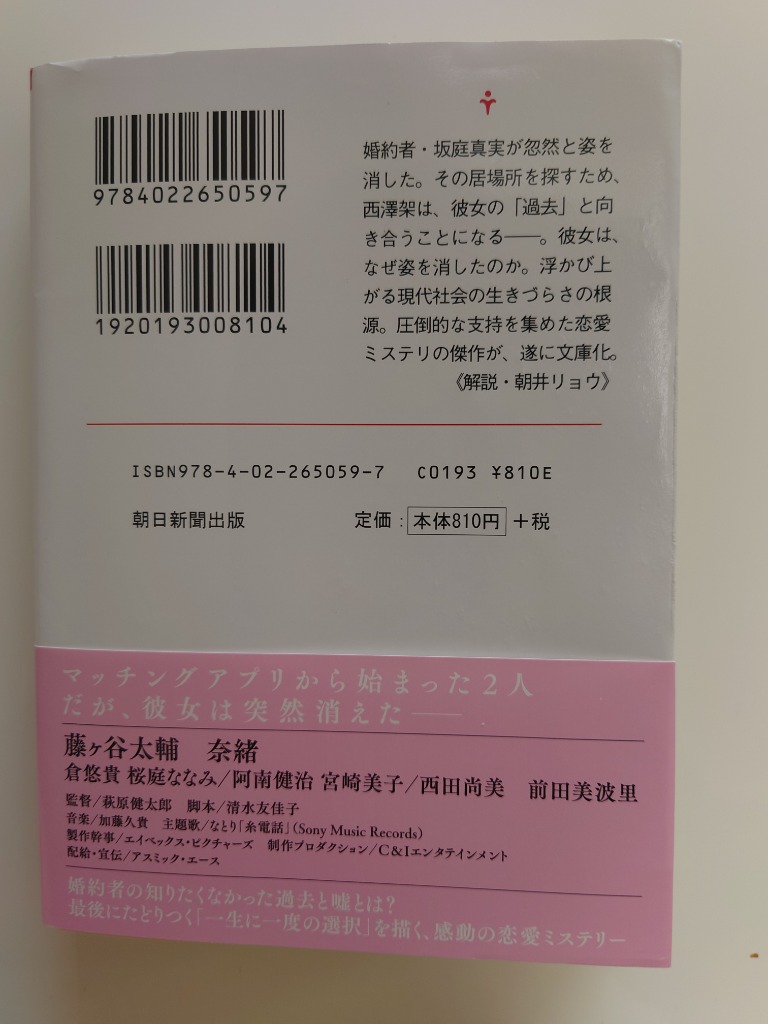 9784022650597
1920193008104
婚約者・坂庭真実が忽然と姿を
消した。その居場所を探すため、
西澤架は、彼女の「過去」と向
き合うことになる――。彼女は、
なぜ姿を消したのか。浮かび上
がる現代社会の生きづらさの根
源。圧倒的な支持を集めた恋愛
ミステリの傑作が、遂に文庫化。
《解説・朝井リョウ》
ISBN978-4-02-265059-7 C0193 ¥810E
朝日新聞出版 定価:本体810円+税
マッチングアプリから始まった2人
だが、彼女は突然消えた――
藤ヶ谷太輔 奈緒
倉悠貴 桜庭ななみ/阿南健治 宮崎美子/西田尚美 前田美波里
監督/萩原健太郎 脚本/清水友佳子
音楽/加藤久貴 主題歌/なとり「糸電話」(Sony Music Records)
製作幹事/エイベックス・ピクチャーズ 制作プロダクション/C&Iエンタテインメント
配給・宣伝/アスミック・エース
婚約者の知りたくなかった過去と嘘とは?
最後にたどりつく「一生に一度の選択」を描く、感動の恋愛ミステリー